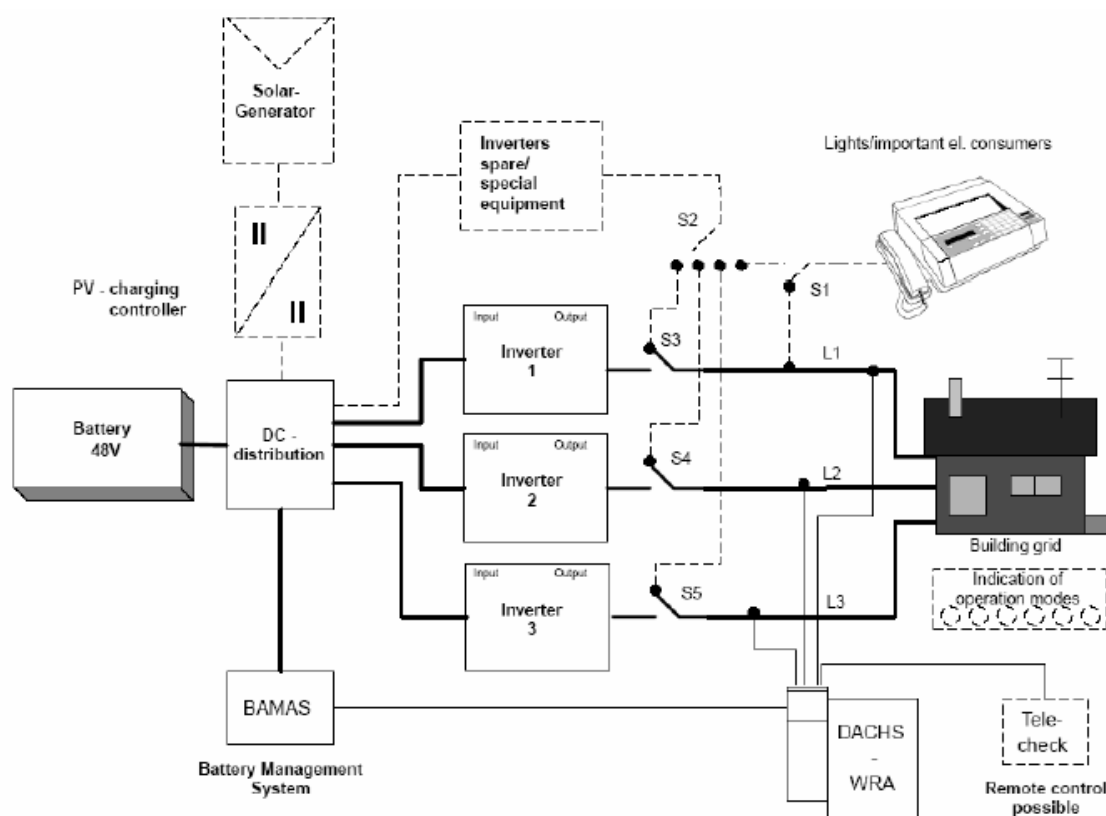 Solar-
Generator
II
II
PV - charging
controller
Inverters
spare/
special
equipment
Lights/important el. consumers
S2
S1
Input Output
Inverter
1
S3
L1
Battery
48V
DC -
distribution
Input Output
Inverter
2
S4
L2
Building grid
Input Output
Inverter
3
S5
L3
Indication of
operation modes
BAMAS
Battery Management
System
DACHS
-
WRA
Tele-
check
Remote control
possible